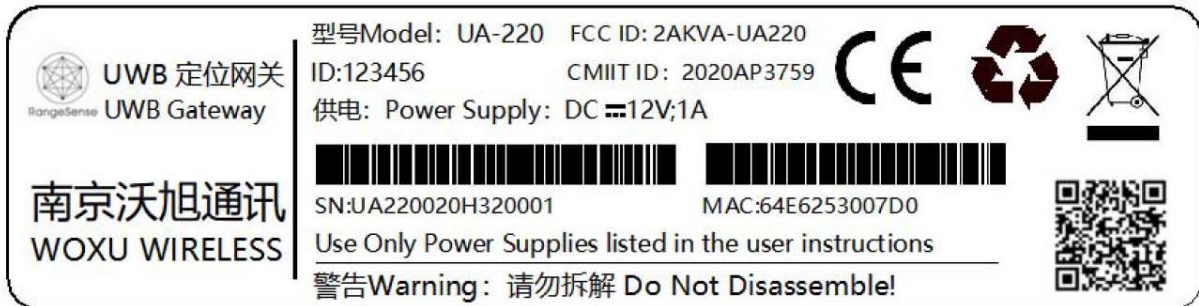 RangeSense
UWB 定位网关
UWB Gateway
南京沃旭通讯
WOXU WIRELESS
型号Model: UA-220 FCC ID: 2AKVA-UA220
ID:123456 CMIIT ID: 2020AP3759
供电: Power Supply: DC ⎓12V;1A
CE
SN:UA220020H320001 MAC:64E6253007D0
Use Only Power Supplies listed in the user instructions
警告Warning: 请勿拆解 Do Not Disassemble!